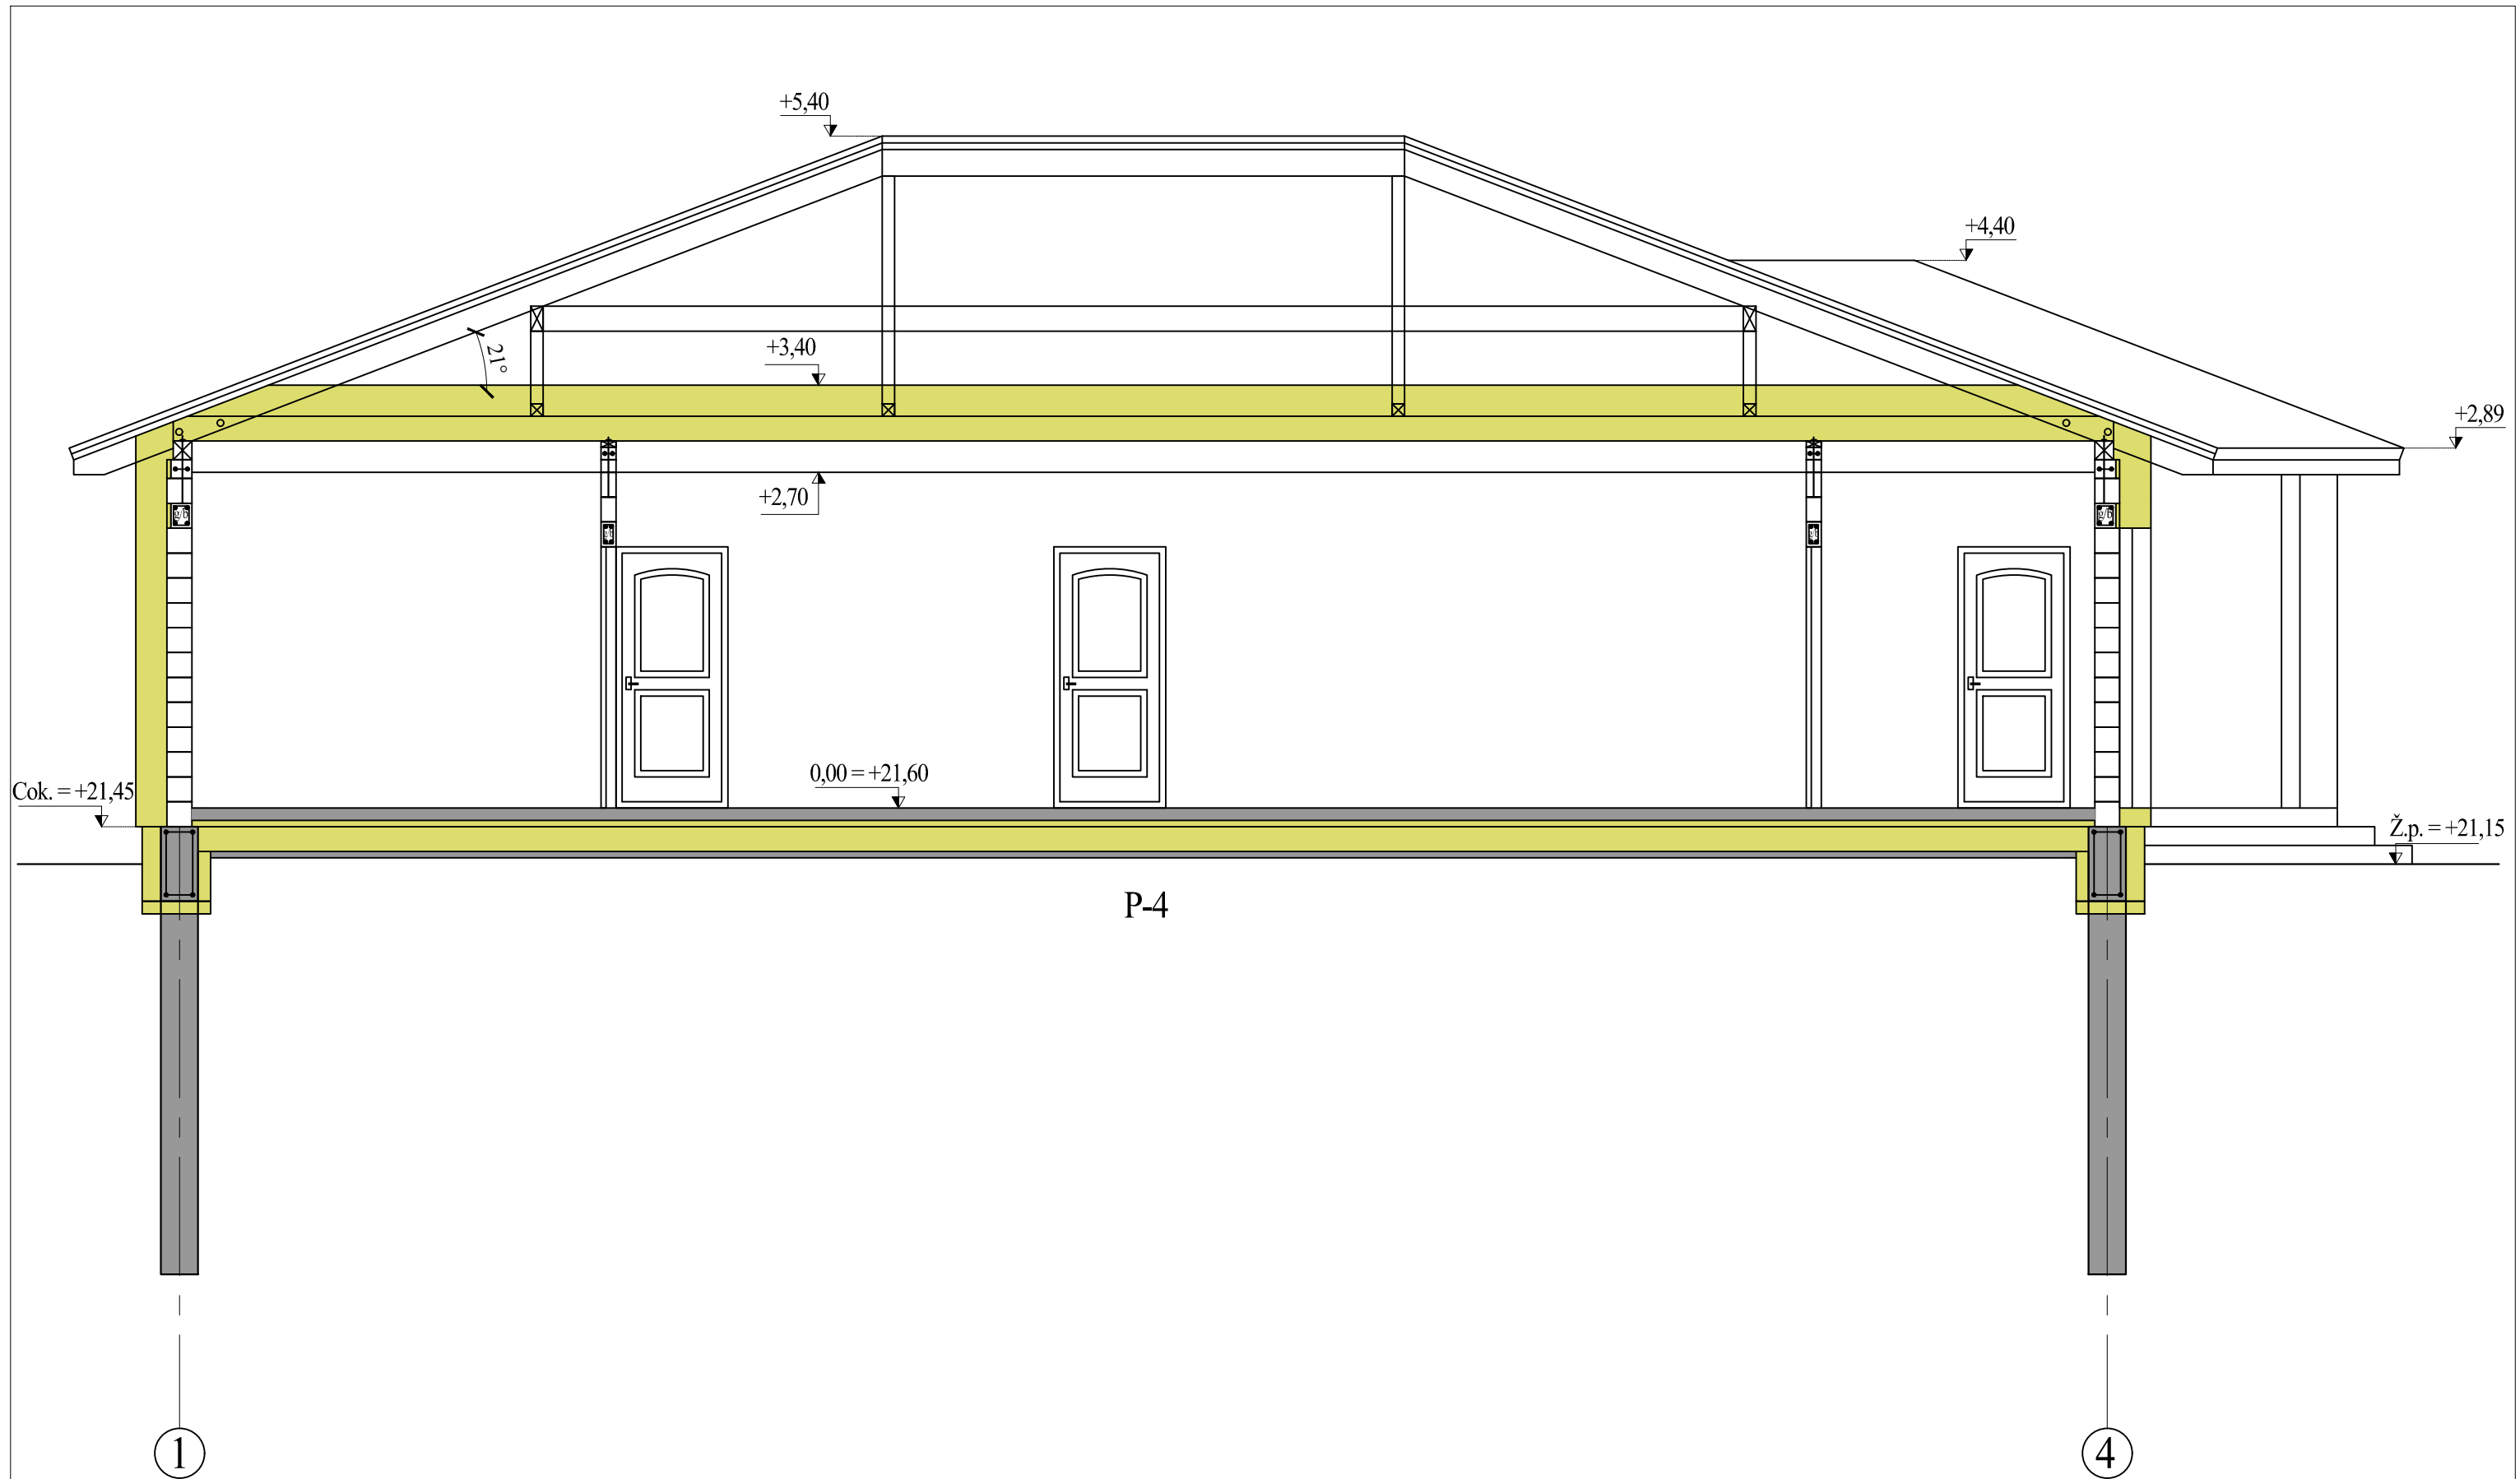 +5,40
+4,40
21°
+3,40
+2,89
+2,70
g/b
g/b
g/b
g/b
0,00 = +21,60
Cok. = +21,45
Ž.p. = +21,15
P-4
1
4